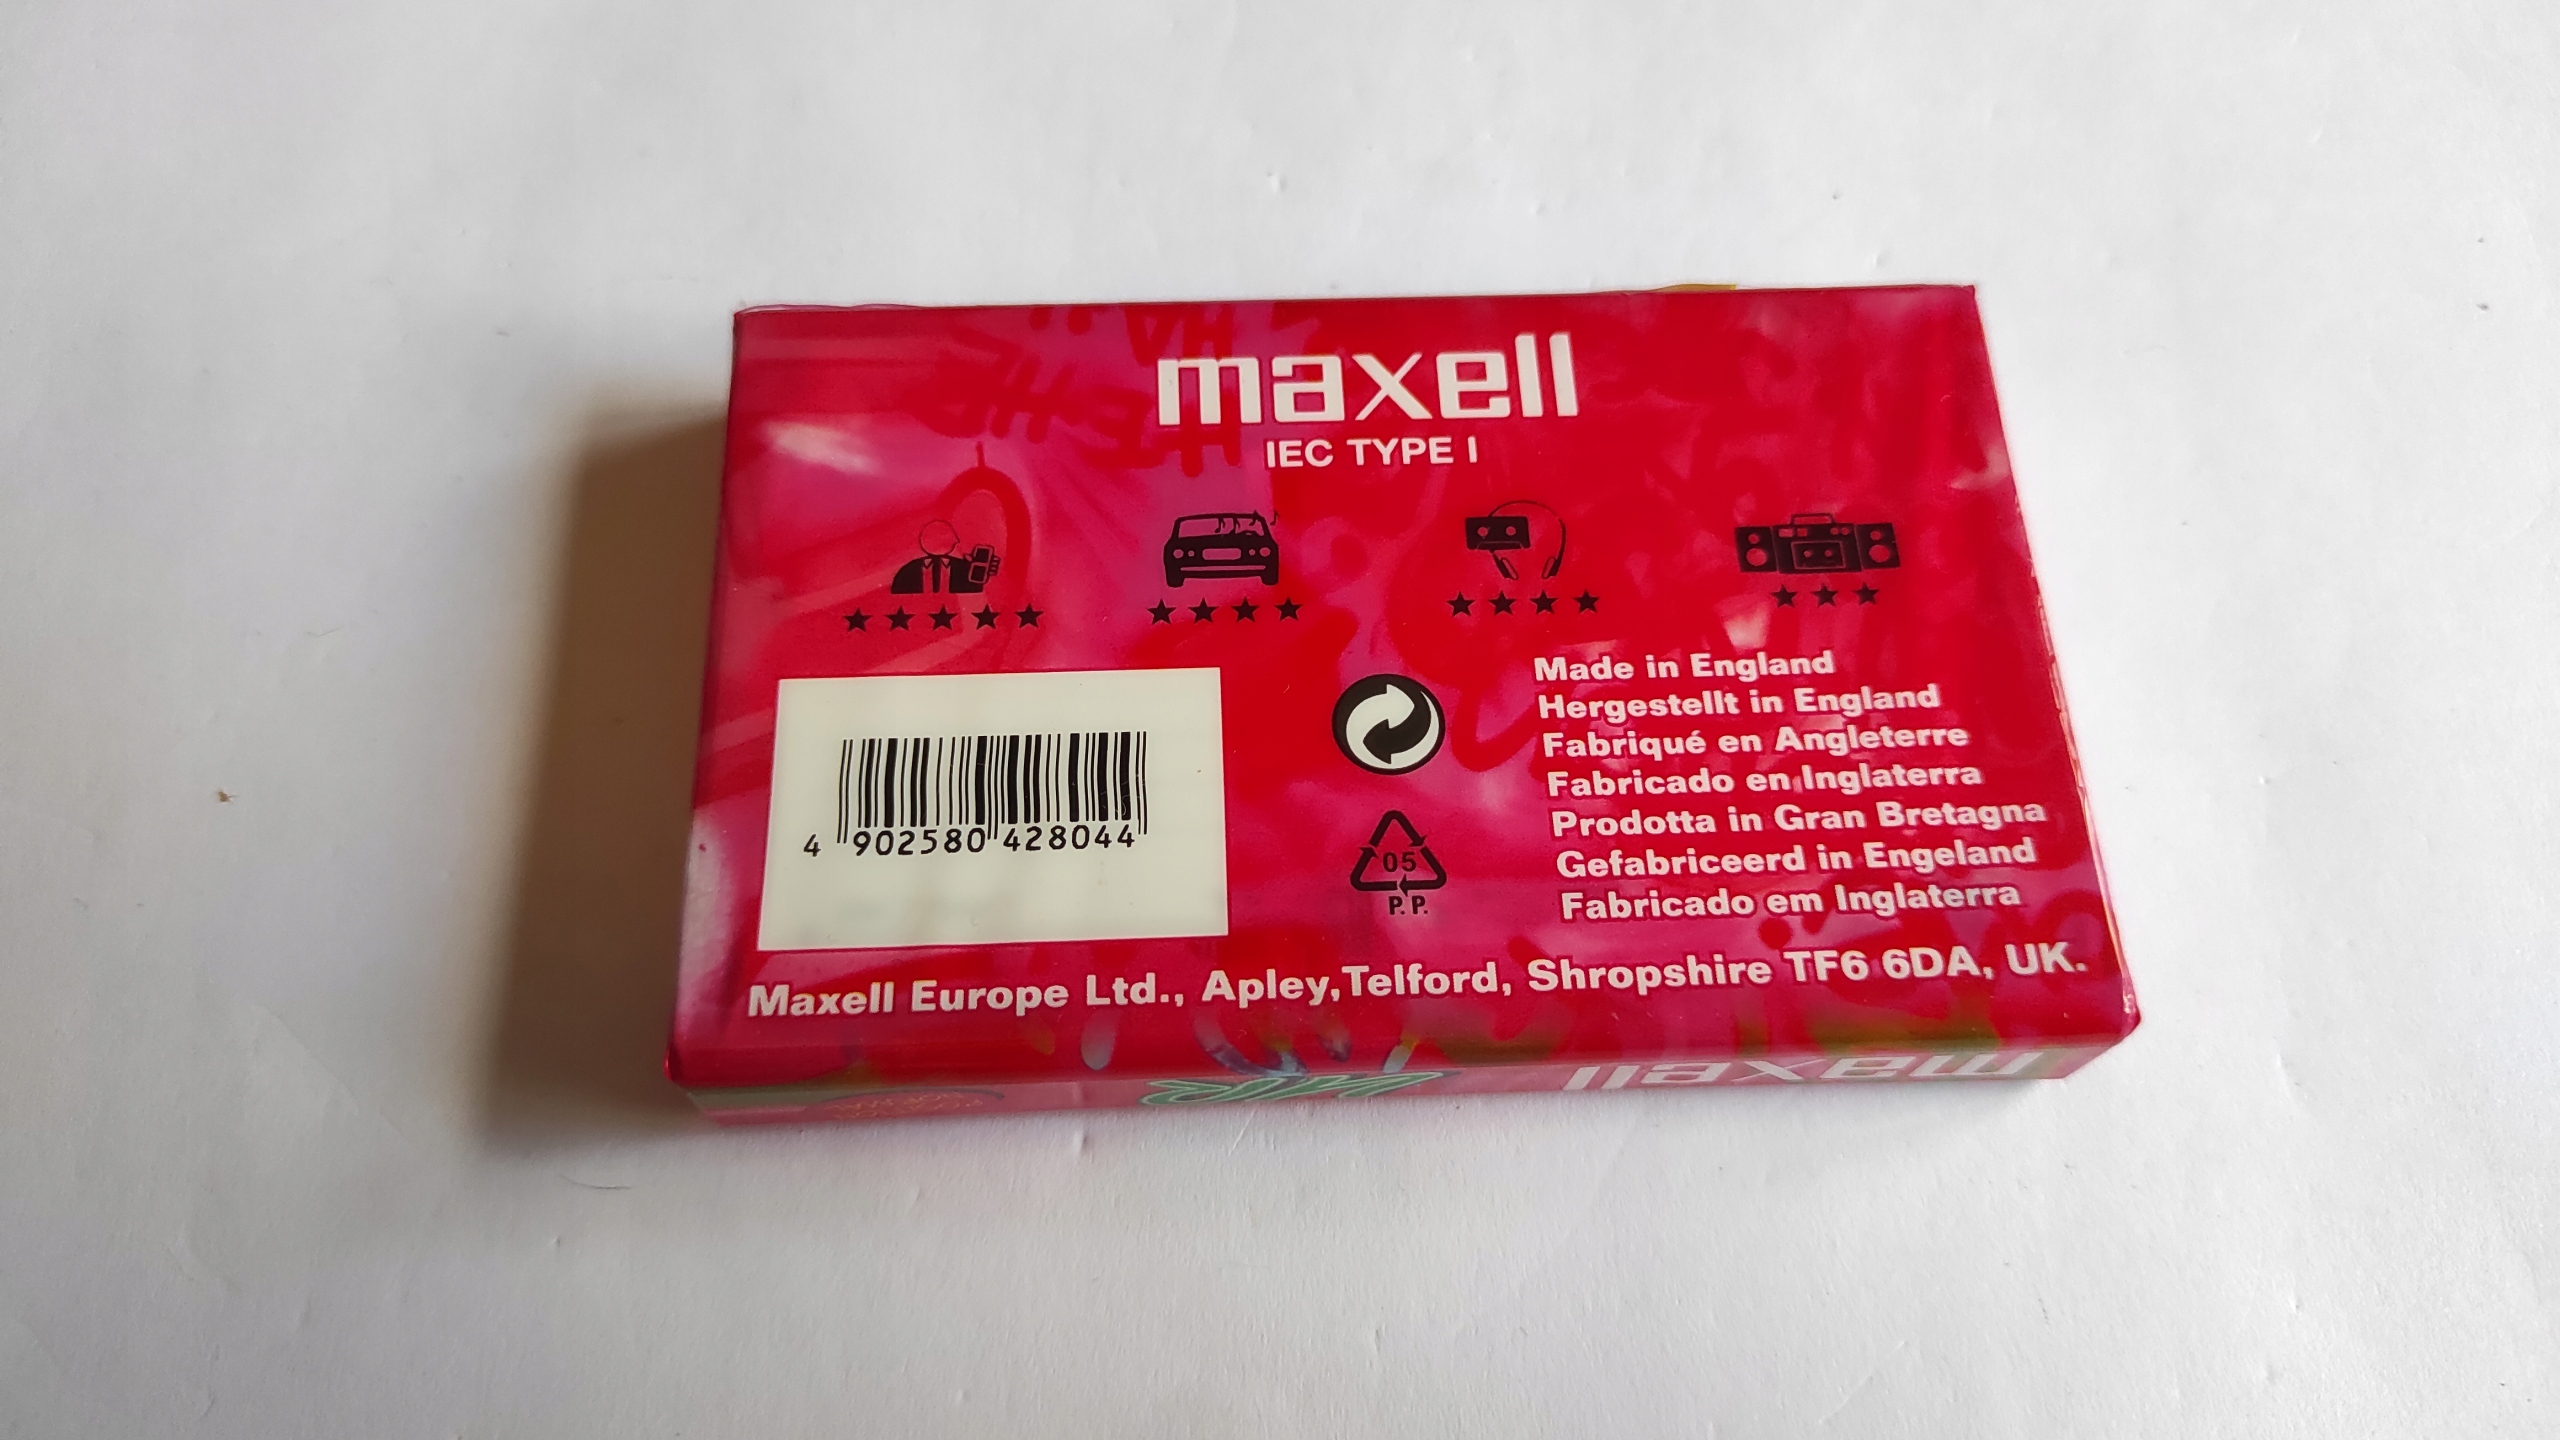 maxell
IEC TYPE I
4 902580 428044
05
P.P.
Made in England
Hergestellt in England
Fabriqué en Angleterre
Fabricado en Inglaterra
Prodotta in Gran Bretagna
Gefabriceerd in Engeland
Fabricado em Inglaterra
Maxell Europe Ltd., Apley, Telford, Shropshire TF6 6DA, UK.
maxell
UR